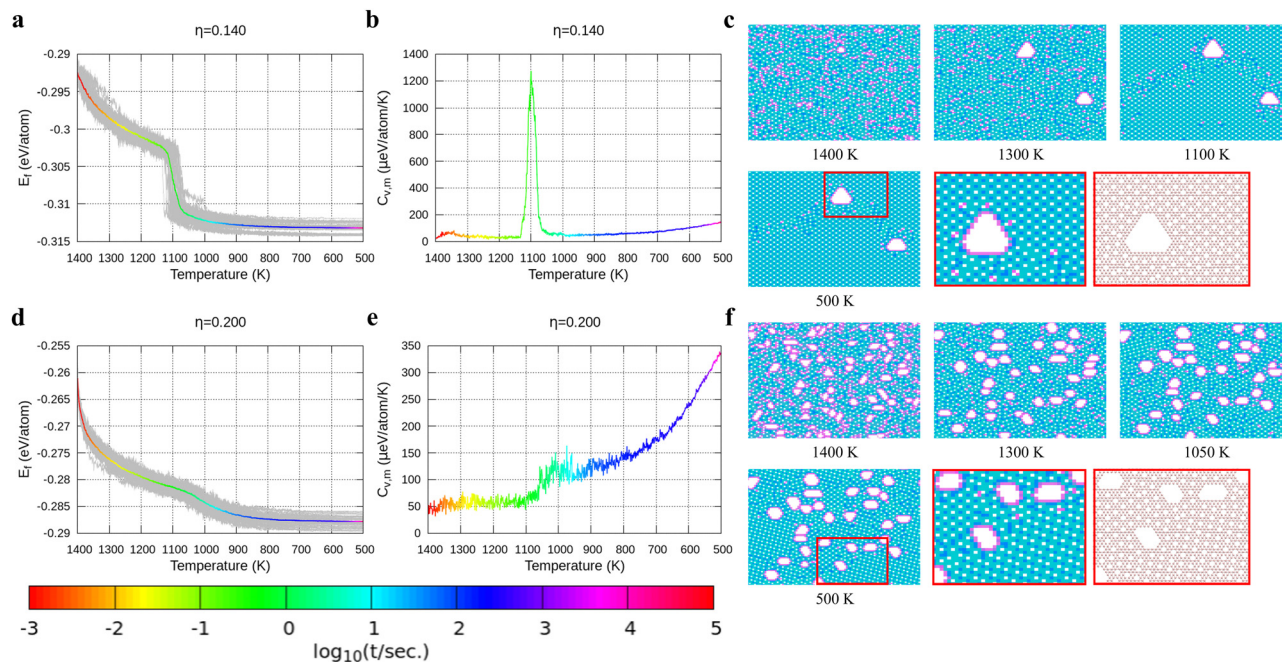 a
η=0.140
E_f (eV/atom)
-0.29
-0.295
-0.3
-0.305
-0.31
-0.315
1400 1300 1200 1100 1000 900 800 700 600 500
Temperature (K)
b
η=0.140
C_v,m (μeV/atom/K)
1400
1200
1000
800
600
400
200
0
1400 1300 1200 1100 1000 900 800 700 600 500
Temperature (K)
c
1400 K
1300 K
1100 K
500 K
d
η=0.200
E_f (eV/atom)
-0.255
-0.26
-0.265
-0.27
-0.275
-0.28
-0.285
-0.29
1400 1300 1200 1100 1000 900 800 700 600 500
Temperature (K)
e
η=0.200
C_v,m (μeV/atom/K)
350
300
250
200
150
100
50
0
1400 1300 1200 1100 1000 900 800 700 600 500
Temperature (K)
f
1400 K
1300 K
1050 K
500 K
-3 -2 -1 0 1 2 3 4 5
log₁₀(t/sec.)